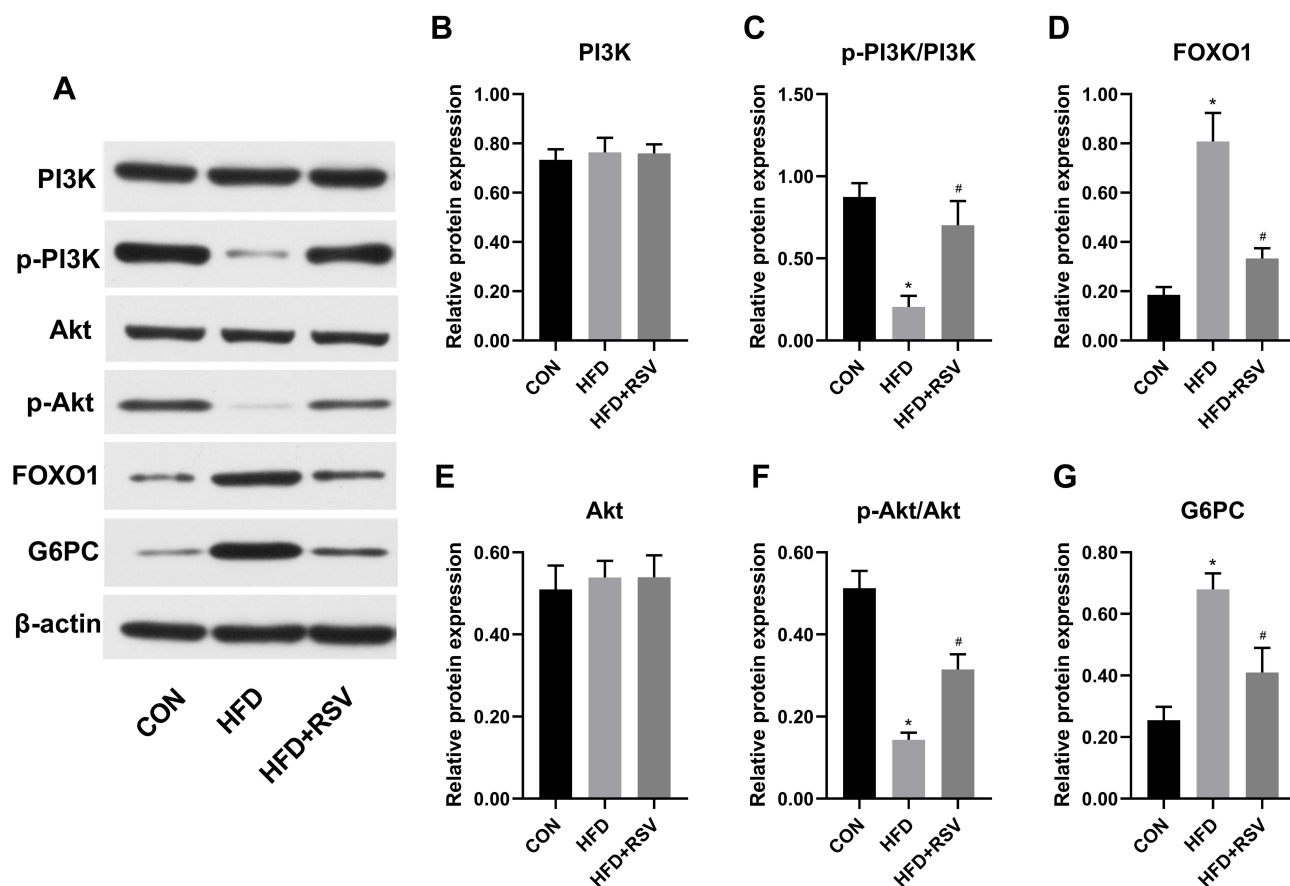 A
PI3K
p-PI3K
Akt
p-Akt
FOXO1
G6PC
β-actin
CON
HFD
HFD+RSV
B
PI3K
Relative protein expression
1.00
0.80
0.60
0.40
0.20
0.00
CON
HFD
HFD+RSV
C
p-PI3K/PI3K
Relative protein expression
1.50
1.00
0.50
0.00
*
#
CON
HFD
HFD+RSV
D
FOXO1
Relative protein expression
1.00
0.80
0.60
0.40
0.20
0.00
*
#
CON
HFD
HFD+RSV
E
Akt
Relative protein expression
0.60
0.40
0.20
0.00
CON
HFD
HFD+RSV
F
p-Akt/Akt
Relative protein expression
0.60
0.40
0.20
0.00
*
#
CON
HFD
HFD+RSV
G
G6PC
Relative protein expression
0.80
0.60
0.40
0.20
0.00
*
#
CON
HFD
HFD+RSV